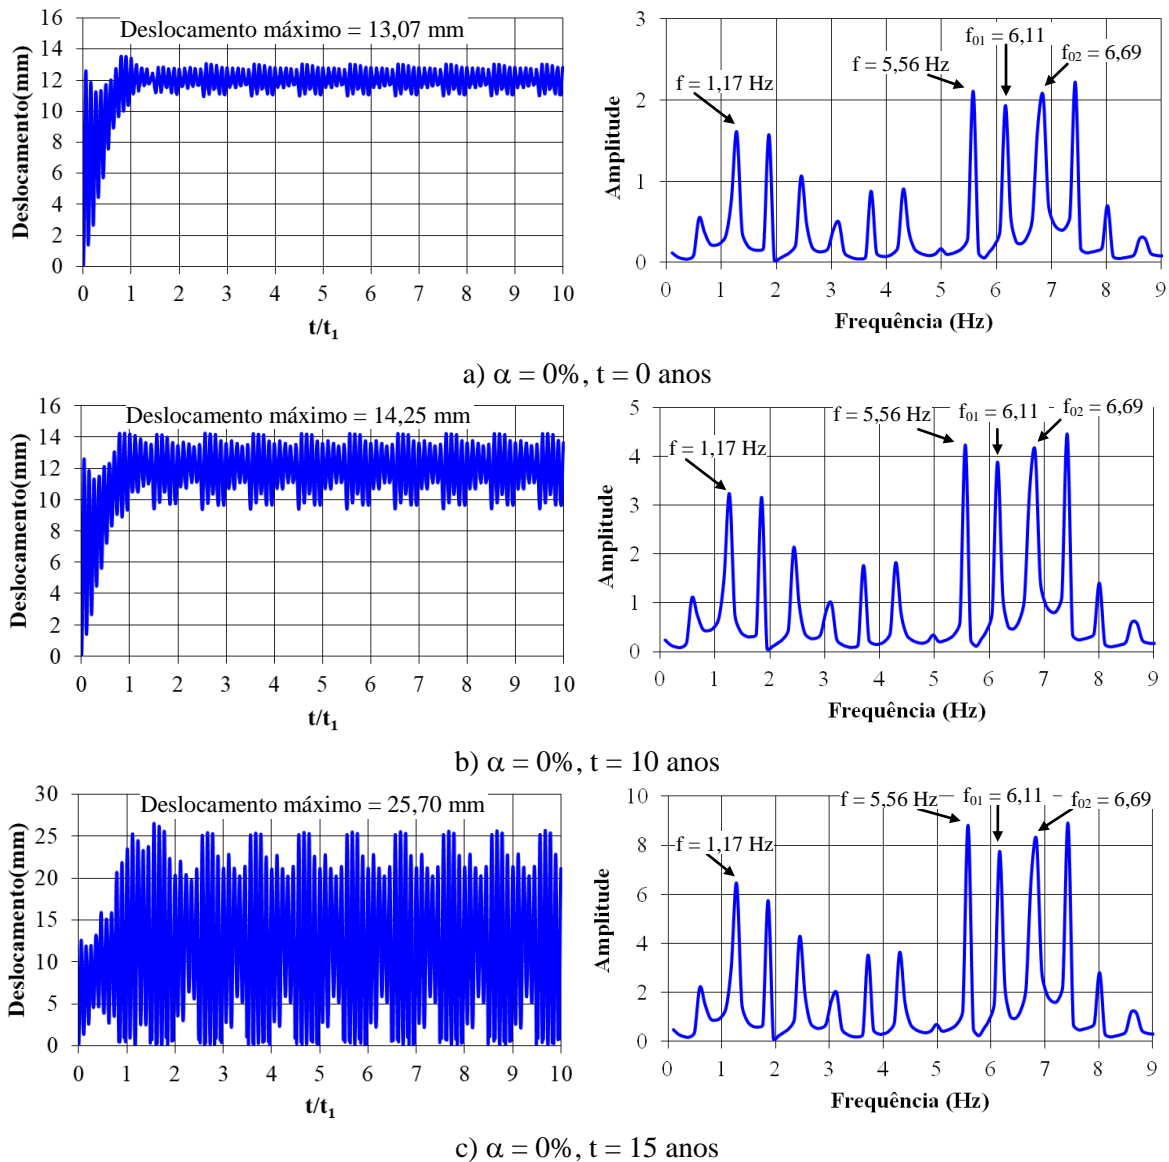 Deslocamento máximo = 13,07 mm
Deslocamento(mm)
16
14
12
10
8
6
4
2
0
0 1 2 3 4 5 6 7 8 9 10
t/t₁
f₀₁ = 6,11
f₀₂ = 6,69
f = 5,56 Hz
f = 1,17 Hz
Amplitude
3
2
1
0
0 1 2 3 4 5 6 7 8 9
Frequência (Hz)
a) α = 0%, t = 0 anos
Deslocamento máximo = 14,25 mm
Deslocamento(mm)
16
14
12
10
8
6
4
2
0
0 1 2 3 4 5 6 7 8 9 10
t/t₁
f = 5,56 Hz
f₀₁ = 6,11
f₀₂ = 6,69
f = 1,17 Hz
Amplitude
5
4
3
2
1
0
0 1 2 3 4 5 6 7 8 9
Frequência (Hz)
b) α = 0%, t = 10 anos
Deslocamento máximo = 25,70 mm
Deslocamento(mm)
30
25
20
15
10
5
0
0 1 2 3 4 5 6 7 8 9 10
t/t₁
f = 5,56 Hz
f₀₁ = 6,11
f₀₂ = 6,69
f = 1,17 Hz
Amplitude
10
8
6
4
2
0
0 1 2 3 4 5 6 7 8 9
Frequência (Hz)
c) α = 0%, t = 15 anos